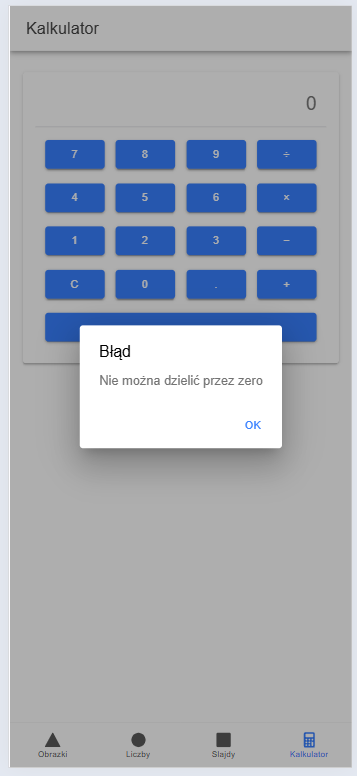 Kalkulator
0
7 8 9 ÷
4 5 6 ×
1 2 3 −
C 0 . +
Błąd
Nie można dzielić przez zero
OK
Obrazki Liczby Slajdy Kalkulator